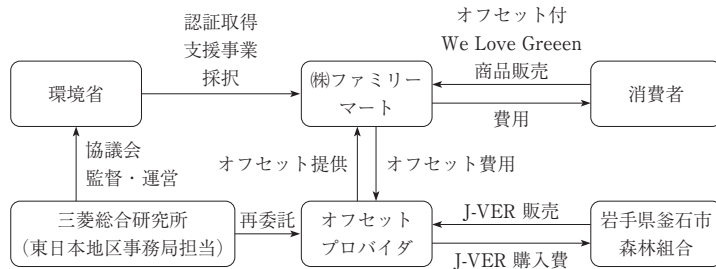 認証取得
支援事業
採択
オフセット付
We Love Greeen
商品販売
環境省
㈱ファミリー
マート
消費者
費用
協議会
監督・運営
オフセット提供
オフセット費用
三菱総合研究所
(東日本地区事務局担当)
再委託
オフセット
プロバイダ
J-VER 販売
J-VER 購入費
岩手県釜石市
森林組合